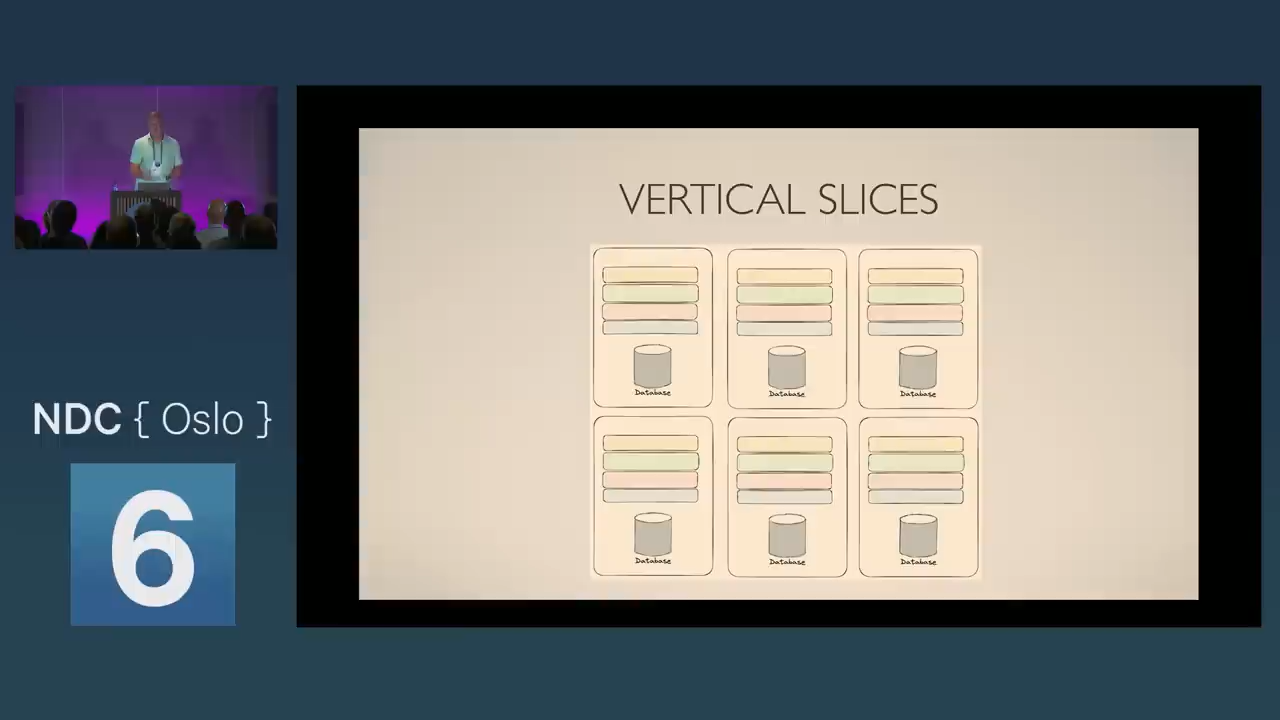 VERTICAL SLICES
Database
Database
Database
Database
Database
Database
NDC { Oslo }
6